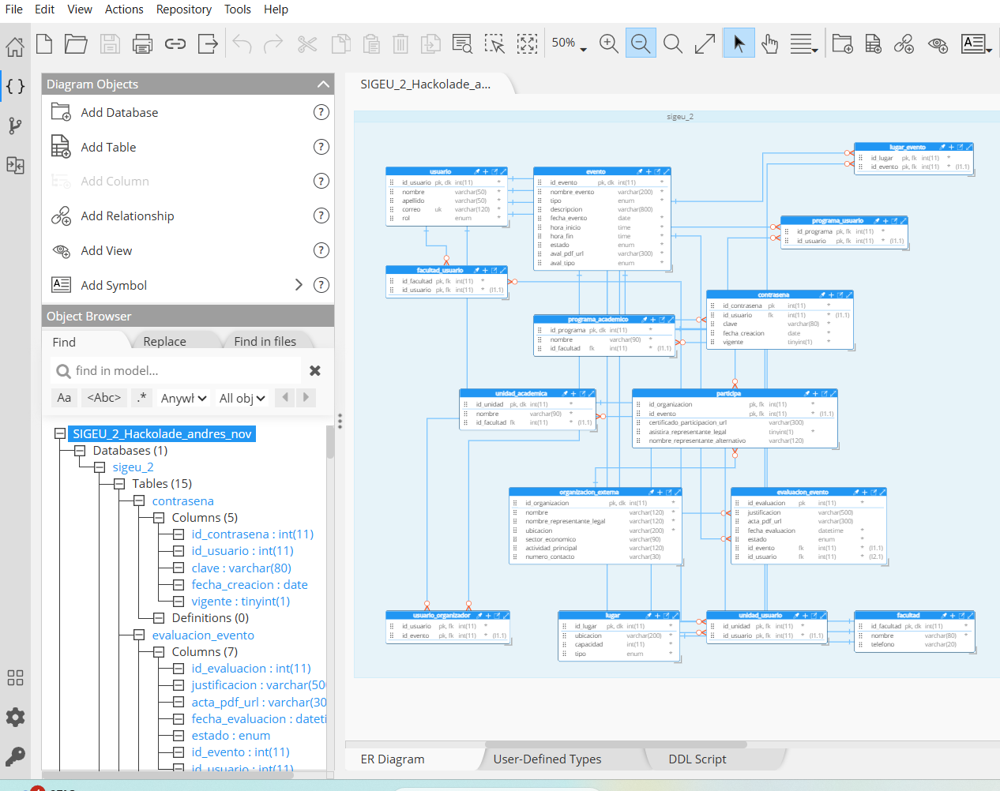 File Edit View Actions Repository Tools Help
50%
Diagram Objects
Add Database
Add Table
Add Column
Add Relationship
Add View
Add Symbol
Object Browser
Find Replace Find in files
find in model...
Aa <Abc> .* Anywh All obj
SIGEU_2_Hackolade_andres_nov
Databases (1)
sigeu_2
Tables (15)
contrasena
Columns (5)
id_contrasena : int(11)
id_usuario : int(11)
clave : varchar(80)
fecha_creacion : date
vigente : tinyint(1)
Definitions (0)
evaluacion_evento
Columns (7)
id_evaluacion : int(11)
justificacion : varchar(50
acta_pdf_url : varchar(30
fecha_evaluacion : dateti
estado : enum
id_evento : int(11)
id_usuario : int(11)
SIGEU_2_Hackolade_a...
sigeu_2
lugar_evento
id_lugar pk, fk int(11) *
id_evento pk, fk int(11) * (I1.1)
usuario
id_usuario pk, dk int(11) *
nombre varchar(50) *
apellido varchar(50) *
correo uk varchar(120) *
rol enum *
evento
id_evento pk, dk int(11) *
nombre_evento varchar(200) *
tipo enum *
descripcion varchar(800)
fecha_evento date *
hora_inicio time *
hora_fin time *
estado enum *
aval_pdf_url varchar(300) *
aval_tipo enum *
programa_usuario
id_programa pk, fk int(11) *
id_usuario pk, fk int(11) * (I1.1)
facultad_usuario
id_facultad pk, fk int(11) *
id_usuario pk, fk int(11) * (I1.1)
contrasena
id_contrasena pk int(11) *
id_usuario fk int(11) * (I1.1)
clave varchar(80) *
fecha_creacion date *
vigente tinyint(1) *
programa_academico
id_programa pk, dk int(11) *
nombre varchar(90) *
id_facultad fk int(11) * (I1.1)
unidad_academica
id_unidad pk, dk int(11) *
nombre varchar(90) *
id_facultad fk int(11) * (I1.1)
participa
id_organizacion pk, fk int(11) *
id_evento pk, fk int(11) * (I1.1)
certificado_participacion_url varchar(300)
asistira_representante_legal tinyint(1) *
nombre_representante_alternativo varchar(120)
organizacion_externa
id_organizacion pk, dk int(11) *
nombre varchar(120) *
nombre_representante_legal varchar(120) *
ubicacion varchar(200) *
sector_economico varchar(90)
actividad_principal varchar(120)
numero_contacto varchar(30)
evaluacion_evento
id_evaluacion pk int(11) *
justificacion varchar(500)
acta_pdf_url varchar(300)
fecha_evaluacion datetime *
estado enum *
id_evento fk int(11) * (I1.1)
id_usuario fk int(11) * (I2.1)
usuario_organizador
id_usuario pk, fk int(11) *
id_evento pk, fk int(11) * (I1.1)
lugar
id_lugar pk, dk int(11) *
ubicacion varchar(200) *
capacidad int(11) *
tipo enum *
unidad_usuario
id_unidad pk, fk int(11) *
id_usuario pk, fk int(11) * (I1.1)
facultad
id_facultad pk, dk int(11) *
nombre varchar(80) *
telefono varchar(20)
ER Diagram User-Defined Types DDL Script